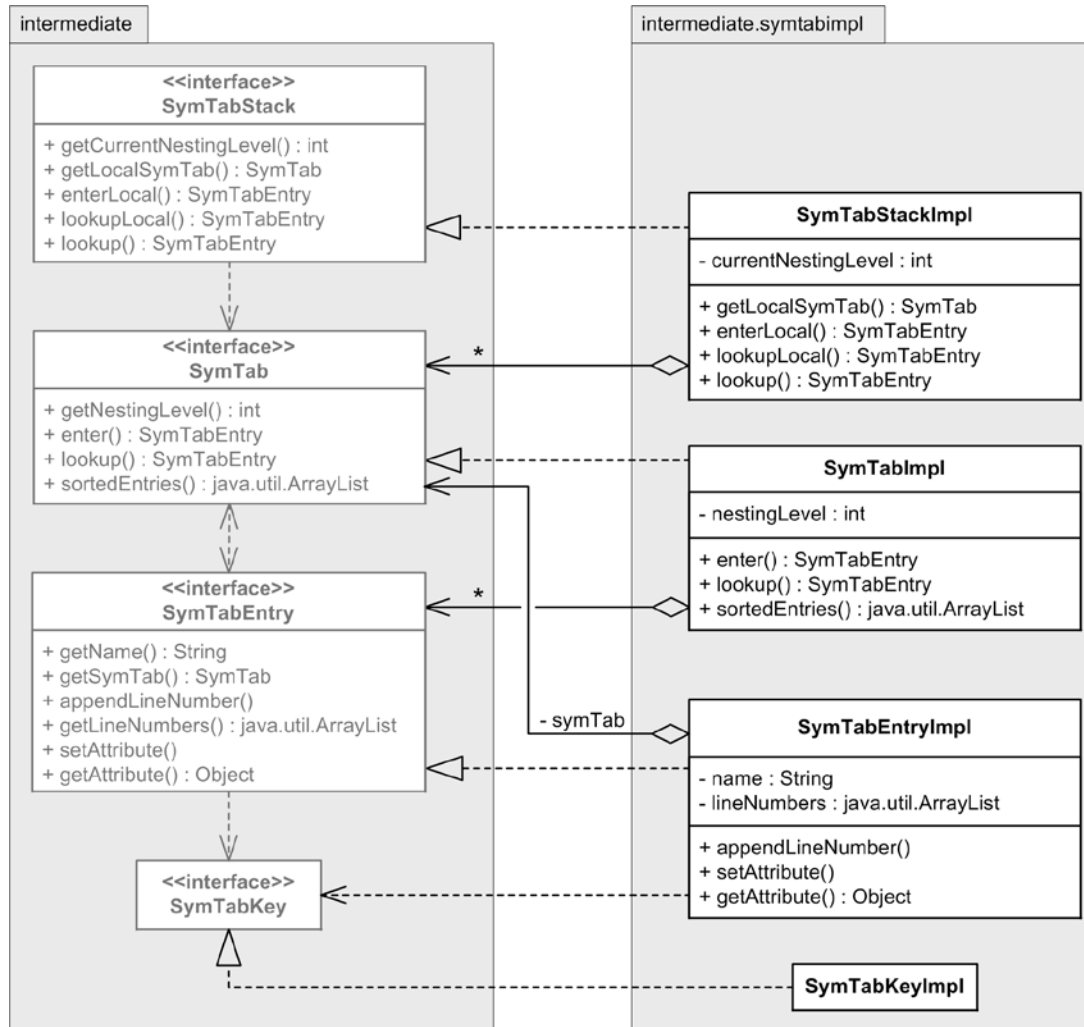 intermediate
<<interface>>
SymTabStack
+ getCurrentNestingLevel() : int
+ getLocalSymTab() : SymTab
+ enterLocal() : SymTabEntry
+ lookupLocal() : SymTabEntry
+ lookup() : SymTabEntry
<<interface>>
SymTab
+ getNestingLevel() : int
+ enter() : SymTabEntry
+ lookup() : SymTabEntry
+ sortedEntries() : java.util.ArrayList
<<interface>>
SymTabEntry
+ getName() : String
+ getSymTab() : SymTab
+ appendLineNumber()
+ getLineNumbers() : java.util.ArrayList
+ setAttribute()
+ getAttribute() : Object
<<interface>>
SymTabKey
*
*
- symTab
intermediate.symtabimpl
SymTabStackImpl
- currentNestingLevel : int
+ getLocalSymTab() : SymTab
+ enterLocal() : SymTabEntry
+ lookupLocal() : SymTabEntry
+ lookup() : SymTabEntry
SymTabImpl
- nestingLevel : int
+ enter() : SymTabEntry
+ lookup() : SymTabEntry
+ sortedEntries() : java.util.ArrayList
SymTabEntryImpl
- name : String
- lineNumbers : java.util.ArrayList
+ appendLineNumber()
+ setAttribute()
+ getAttribute() : Object
SymTabKeyImpl